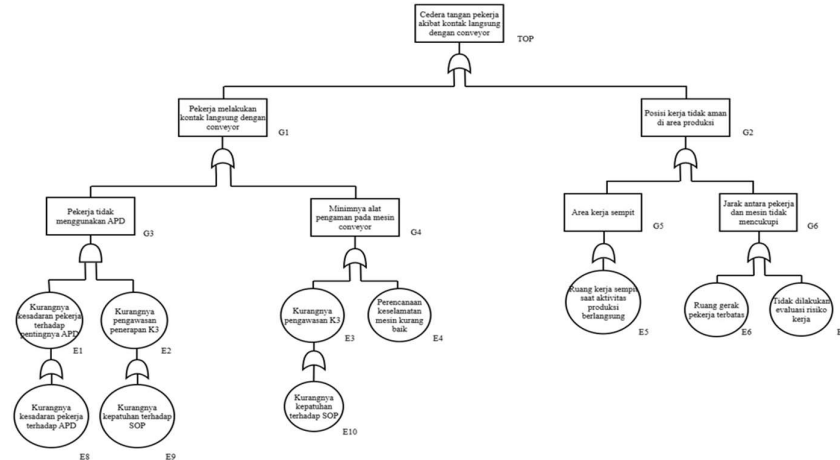 Cedera tangan pekerja
akibat kontak langsung
dengan conveyor
TOP
Pekerja melakukan
kontak langsung dengan
conveyor
G1
Posisi kerja tidak aman
di area produksi
G2
Pekerja tidak
menggunakan APD
G3
Minimnya alat
pengaman pada mesin
conveyor
G4
Area kerja sempit
G5
Jarak antara pekerja
dan mesin tidak
mencukupi
G6
Kurangnya
kesadaran pekerja
terhadap
pentingnya APD
E1
Kurangnya
pengawasan
penerapan K3
E2
Kurangnya
pengawasan K3
E3
Perencanaan
keselamatan
mesin kurang
baik
E4
Ruang kerja sempit
saat aktivitas
produksi
berlangsung
E5
Ruang gerak
pekerja terbatas
E6
Tidak dilakukan
evaluasi risiko
kerja
E
Kurangnya
kesadaran pekerja
terhadap APD
E8
Kurangnya
kepatuhan terhadap
SOP
E9
Kurangnya
kepatuhan
terhadap SOP
E10